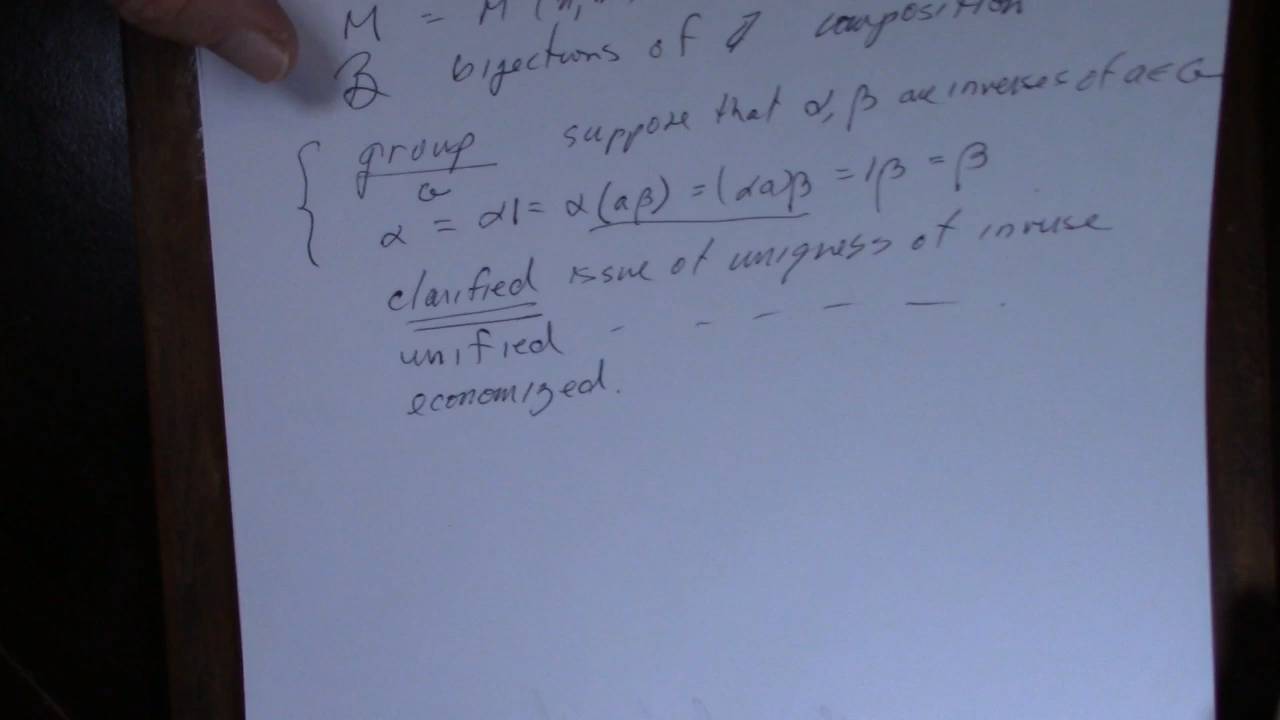 M = M (n,
B bijections of composition
group suppose that α, β are inverses of a ∈ G
G
α = α1 = α(aβ) = (αa)β = 1β = β
clarified issue of uniqness of inverse
unified - - - - — .
economized.